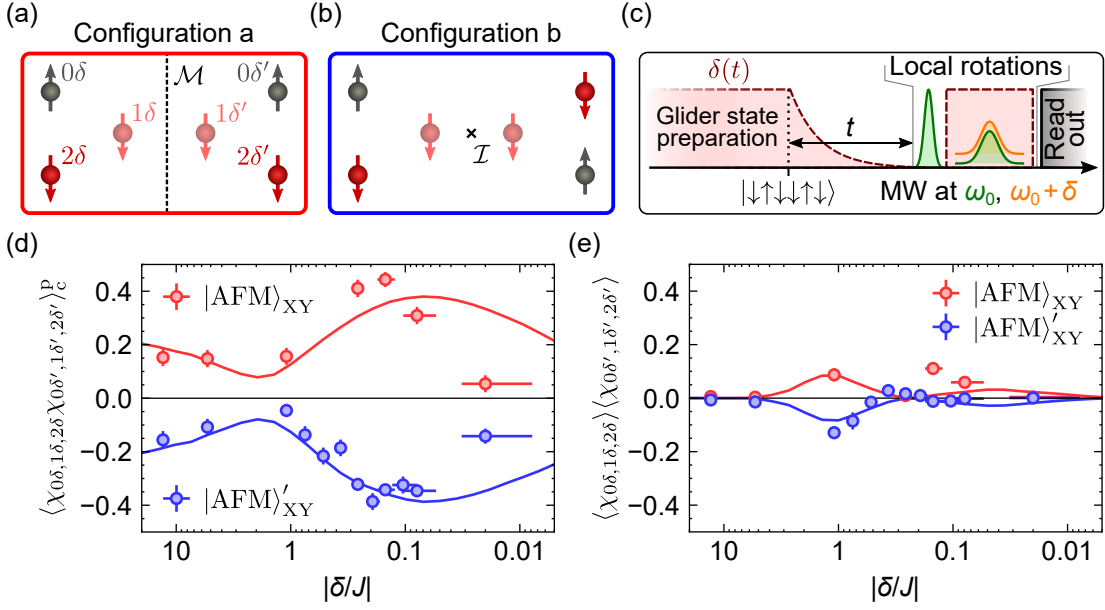 (a)
Configuration a
0δ
0δ′
ℳ
1δ
1δ′
2δ
2δ′
(b)
Configuration b
×
ℐ
(c)
δ(t)
Local rotations
Glider state
preparation
t
Read
out
|↓↑↓↓↑↓⟩
MW at ω₀, ω₀ + δ
(d)
⟨χ0δ,1δ,2δ χ0δ′,1δ′,2δ′⟩ᵖc
0.4
0.2
0.0
−0.2
−0.4
|AFM⟩XY
|AFM⟩′XY
10
1
0.1
0.01
|δ/J|
(e)
⟨χ0δ,1δ,2δ⟩⟨χ0δ′,1δ′,2δ′⟩
0.4
0.2
0.0
−0.2
−0.4
|AFM⟩XY
|AFM⟩′XY
10
1
0.1
0.01
|δ/J|